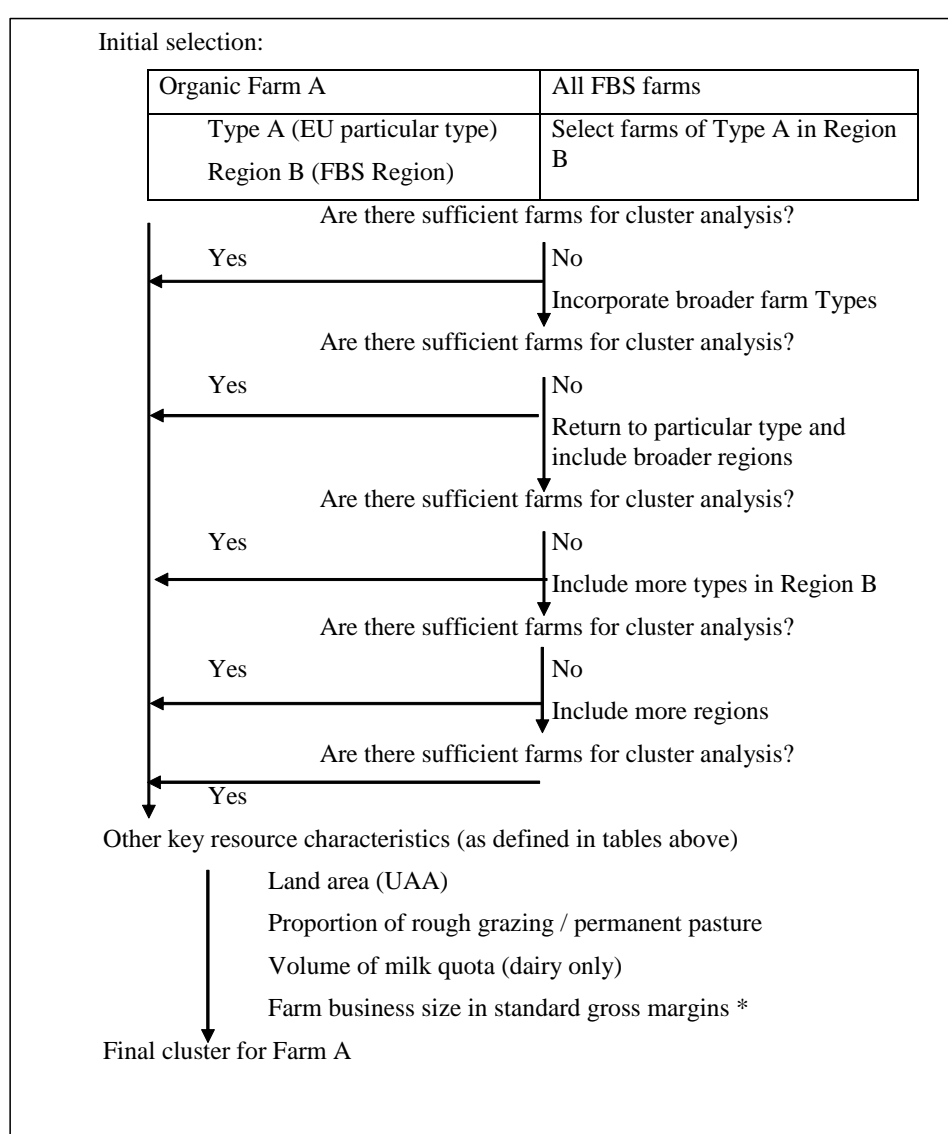 Initial selection:
Organic Farm A
All FBS farms
Type A (EU particular type)
Region B (FBS Region)
Select farms of Type A in Region
B
Are there sufficient farms for cluster analysis?
Yes
No
Incorporate broader farm Types
Are there sufficient farms for cluster analysis?
Yes
No
Return to particular type and
include broader regions
Are there sufficient farms for cluster analysis?
Yes
No
Include more types in Region B
Are there sufficient farms for cluster analysis?
Yes
No
Include more regions
Are there sufficient farms for cluster analysis?
Yes
Other key resource characteristics (as defined in tables above)
Land area (UAA)
Proportion of rough grazing / permanent pasture
Volume of milk quota (dairy only)
Farm business size in standard gross margins *
Final cluster for Farm A